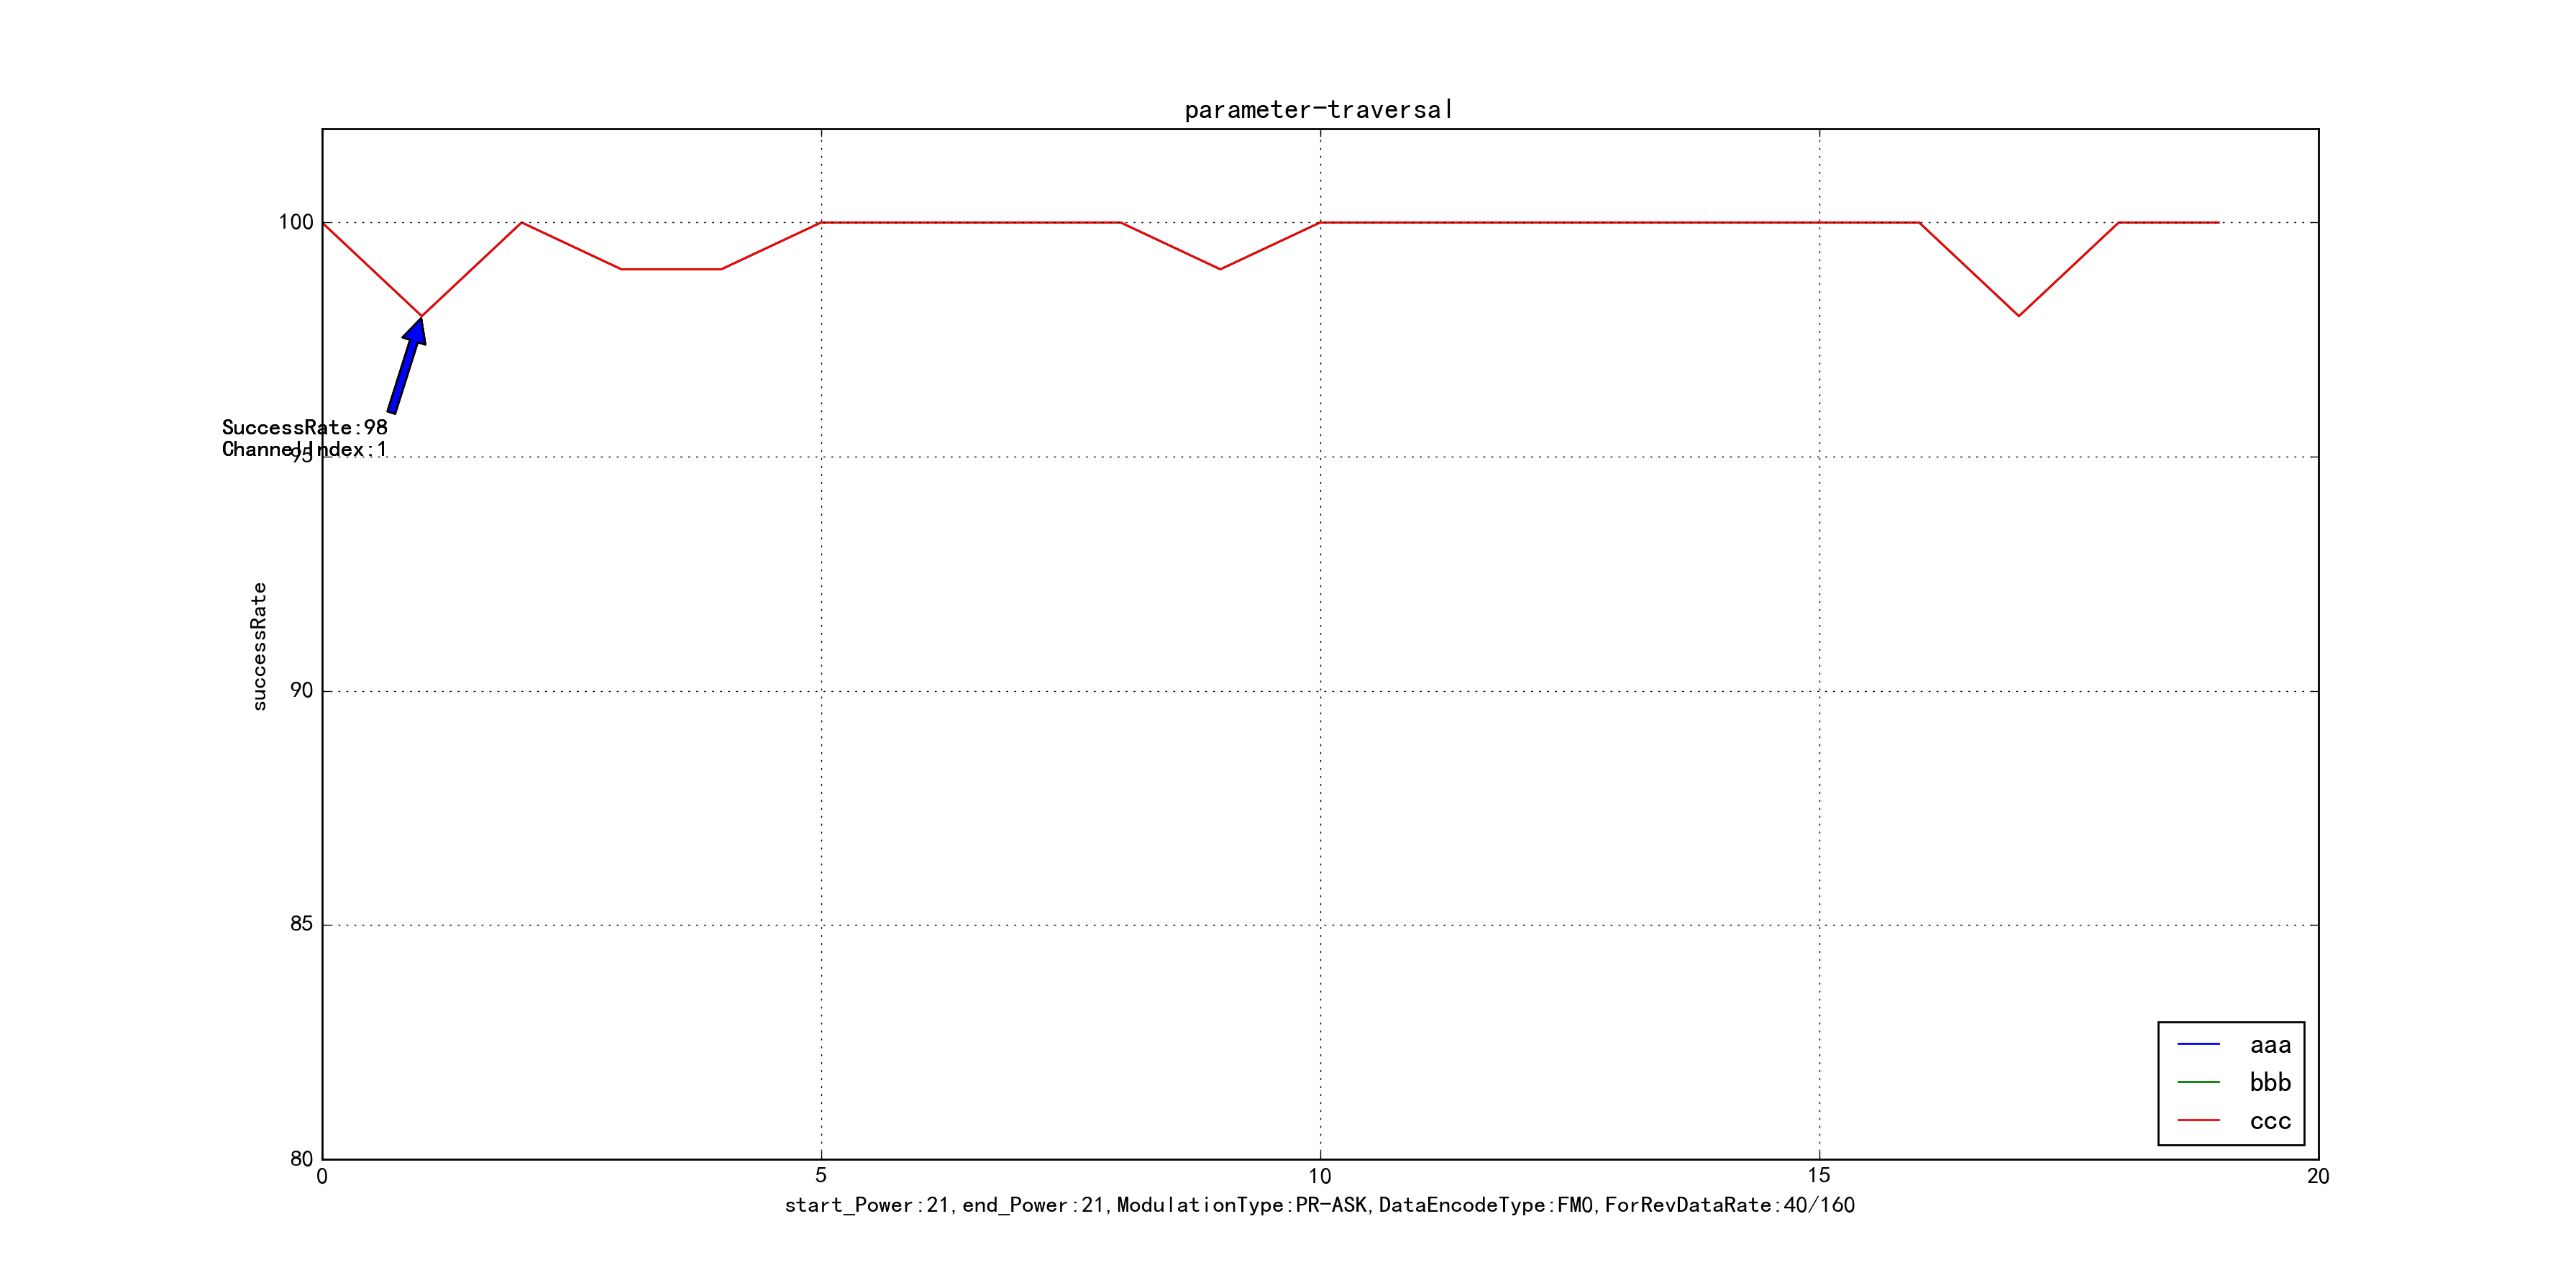 parameter-traversal
100
SuccessRate:98
ChannelIndex:1
95
successRate
90
85
80
aaa
bbb
ccc
0 5 10 15 20
start_Power:21,end_Power:21,ModulationType:PR-ASK,DataEncodeType:FM0,ForRevDataRate:40/160